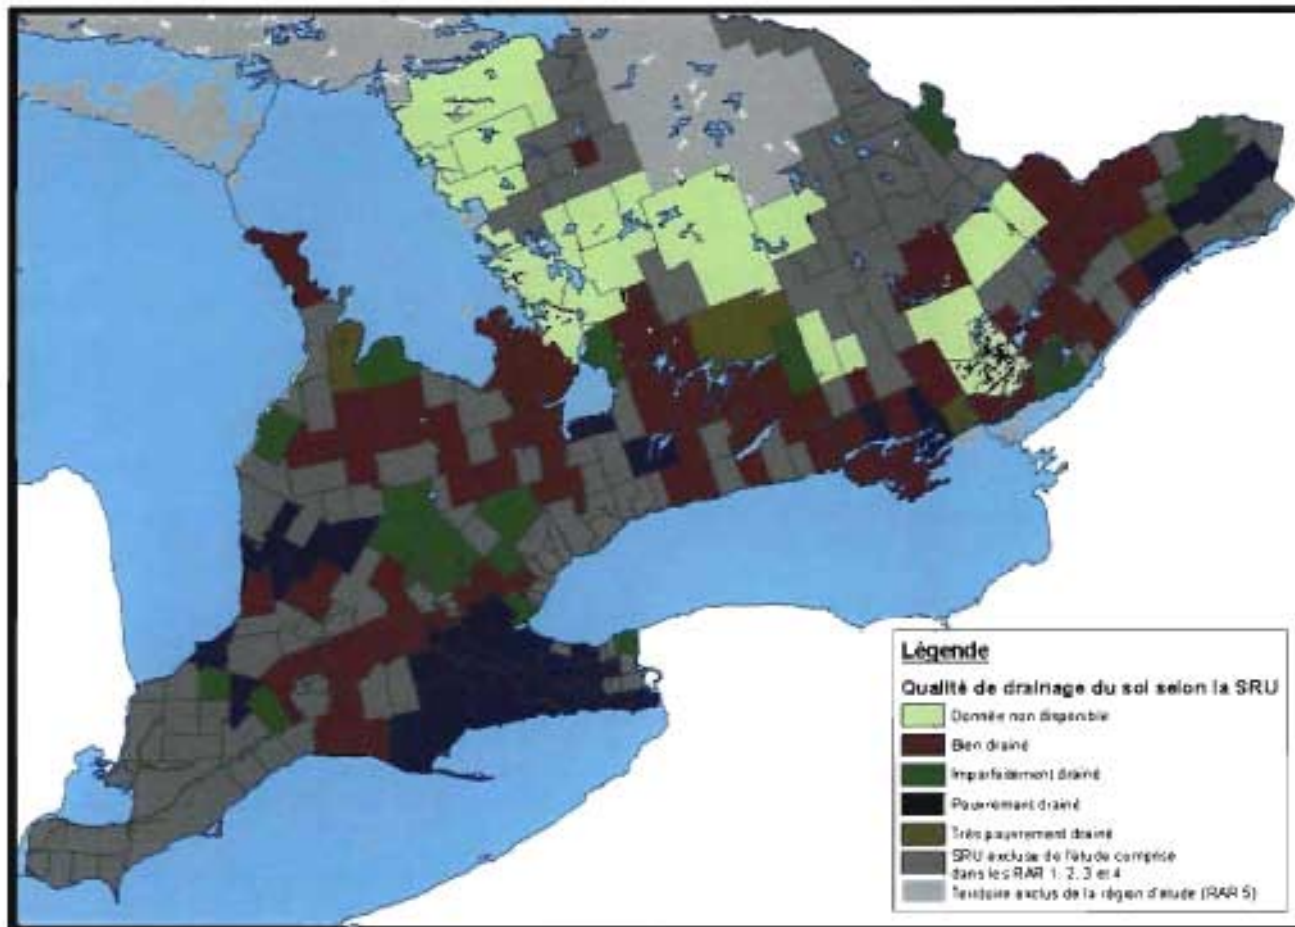 Légende
Qualité de drainage du sol selon la SRU
Donnée non disponible
Bien drainé
Imparfaitement drainé
Pauvrement drainé
Très pauvrement drainé
SRU excluse de l'étude comprise
dans les RAR 1, 2, 3 et 4
Territoire exclus de la région d'étude (RAR 5)